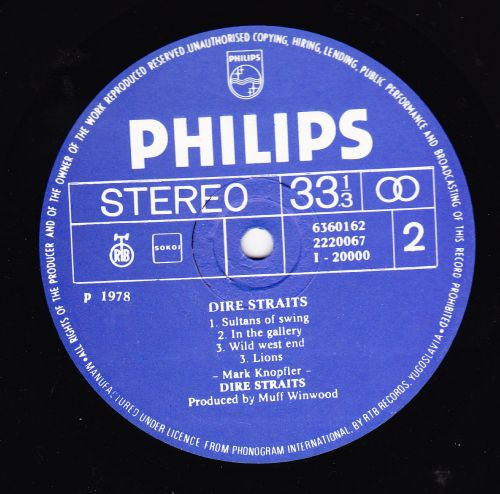 •ALL RIGHTS OF THE PRODUCER AND OF THE OWNER OF THE WORK REPRODUCED RESERVED.UNAUTHORISED COPYING, HIRING, LENDING, PUBLIC PERFORMANCE AND BROADCASTING OF THIS RECORD PROHIBITED•
PHILIPS
PHILIPS
STEREO 33 1/3
RTB SOKOJ 6360162
2220067
I - 20000
2
P 1978
DIRE STRAITS
1. Sultans of swing
2. In the gallery
3. Wild west end
3. Lions
- Mark Knopfler -
DIRE STRAITS
Produced by Muff Winwood
MANUFACTURED UNDER LICENCE FROM PHONOGRAM INTERNATIONAL, BY RTB RECORDS, YUGOSLAVIA